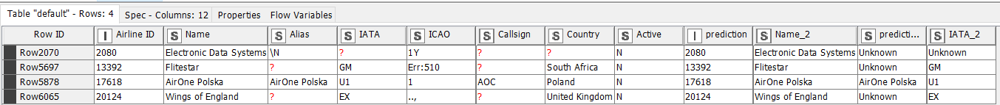 Table "default" - Rows: 4 Spec - Columns: 12 Properties Flow Variables
Row ID I Airline ID S Name S Alias S IATA S ICAO S Callsign S Country S Active I prediction S Name_2 S predicti... S IATA_2
Row2070 2080 Electronic Data Systems \N ? 1Y ? ? N 2080 Electronic Data Systems Unknown Unknown
Row5697 13392 Flitestar ? GM Err:510 ? South Africa N 13392 Flitestar Unknown GM
Row5878 17618 AirOne Polska AirOne Polska U1 1 AOC Poland N 17618 AirOne Polska AirOne Polska U1
Row6065 20124 Wings of England ? EX .., ? United Kingdom N 20124 Wings of England Unknown EX